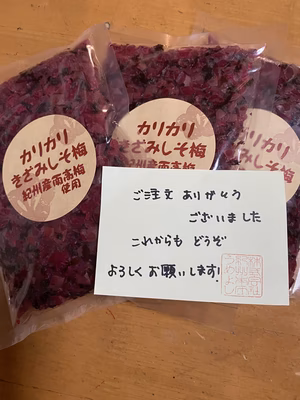 カリカリ
きざみしそ梅
紀州産南高梅
使用
カリカリ
きざみしそ梅
紀州産南高梅
カリカリ
きざみしそ
ご注文 ありがとう
ございました
これからも どうぞ
よろしく お願いします!